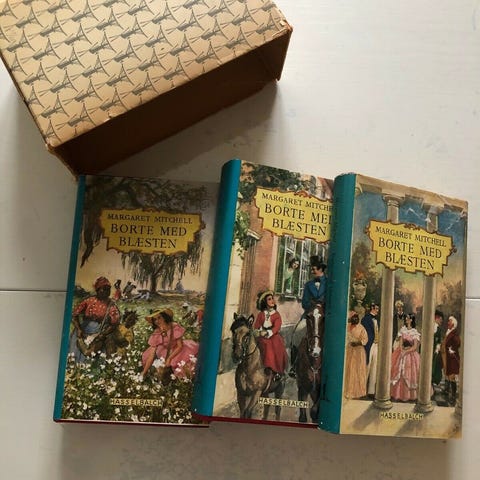 MARGARET MITCHELL
BORTE MED
BLÆSTEN
HASSELBALCH
MARGARET MITCHELL
BORTE MED
BLÆSTEN
HASSELBALCH
MARGARET MITCHELL
BORTE MED
BLÆSTEN
HASSELBALCH